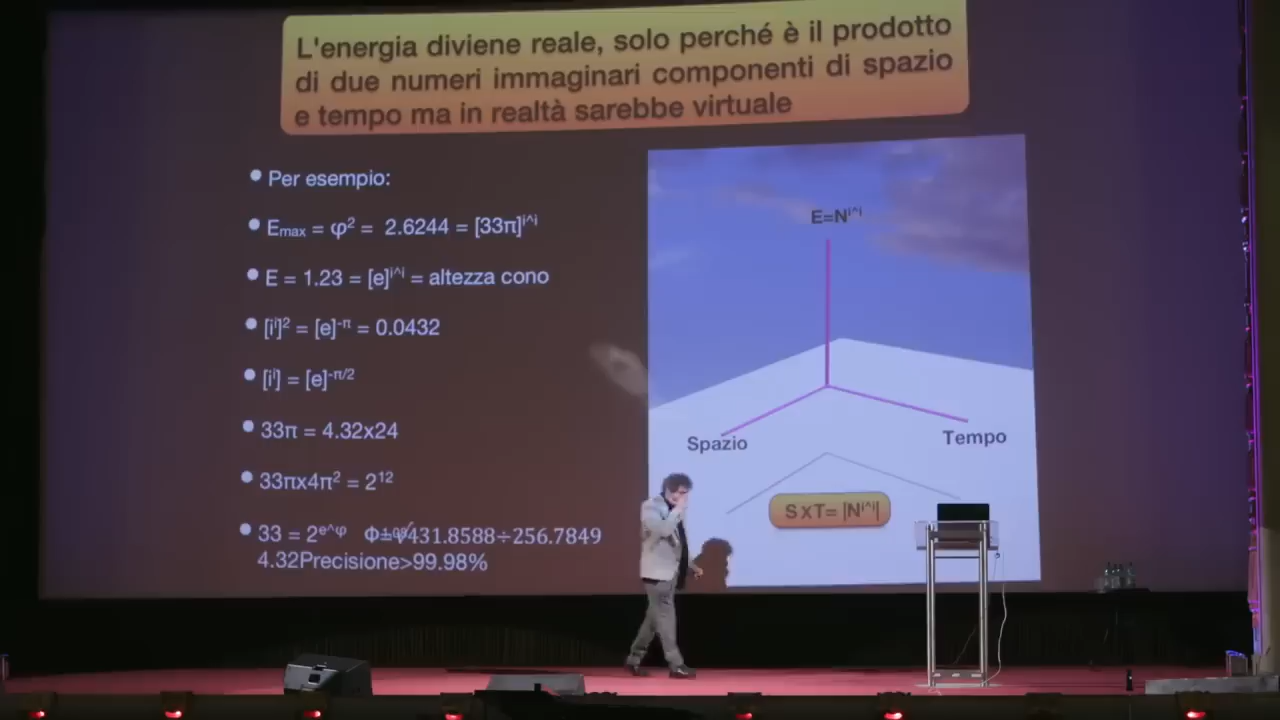 L'energia diviene reale, solo perché è il prodotto
di due numeri immaginari componenti di spazio
e tempo ma in realtà sarebbe virtuale
• Per esempio:
• Emax = φ² = 2.6244 = [33π]^i^i
• E = 1.23 = [e]^i^i = altezza cono
• [iⁱ]² = [e]^-π = 0.0432
• [iⁱ] = [e]^-π/2
• 33π = 4.32x24
• 33πx4π² = 2¹²
• 33 = 2^e^φ 431.8588÷256.7849
4.32Precisione>99.98%
E=N^i^i
Spazio
Tempo
S x T= |N^i^i|